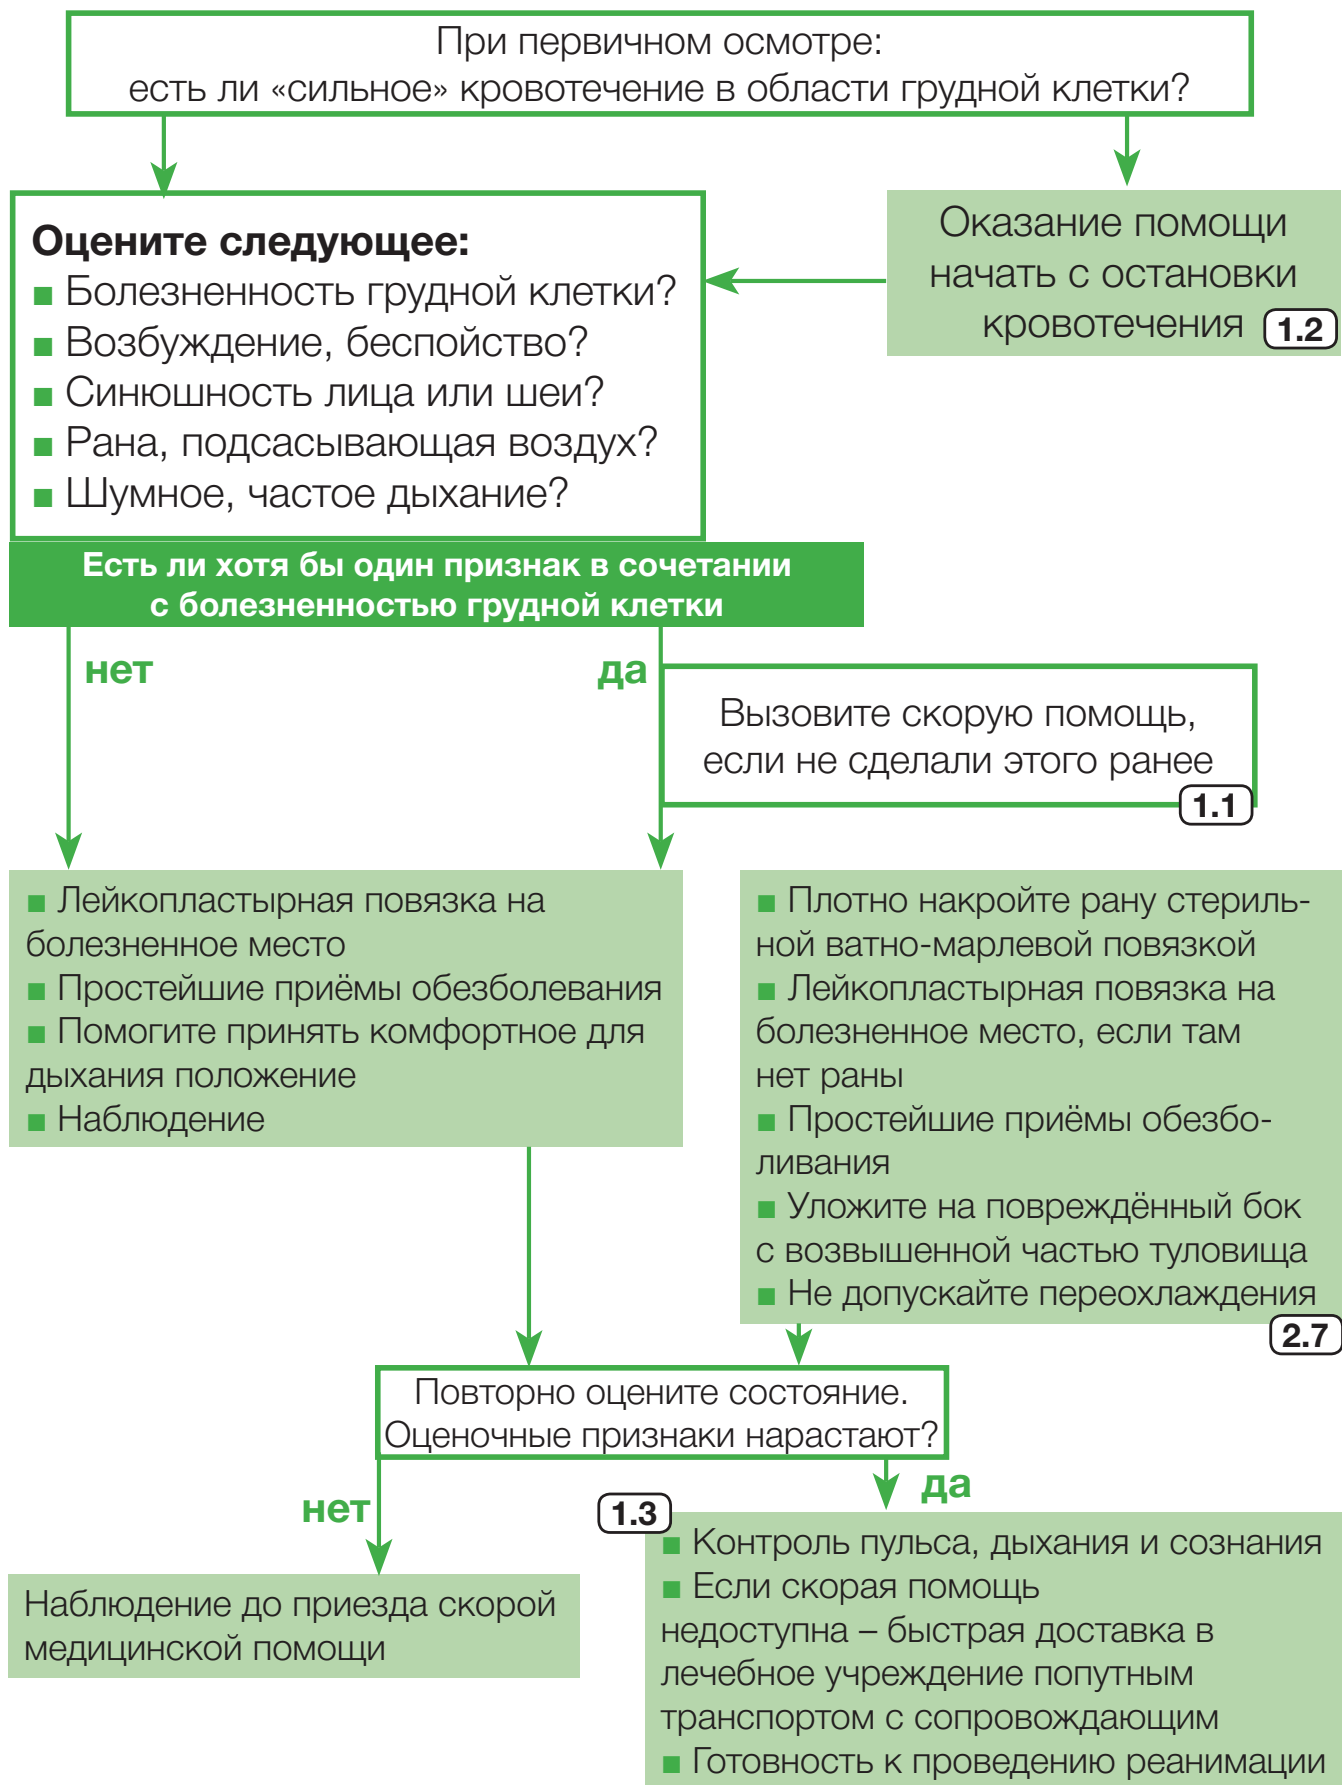 При первичном осмотре:
есть ли «сильное» кровотечение в области грудной клетки?
Оцените следующее:
■ Болезненность грудной клетки?
■ Возбуждение, беспойство?
■ Синюшность лица или шеи?
■ Рана, подсасывающая воздух?
■ Шумное, частое дыхание?
Оказание помощи
начать с остановки
кровотечения 1.2
Есть ли хотя бы один признак в сочетании
с болезненностью грудной клетки
нет
да
Вызовите скорую помощь,
если не сделали этого ранее
1.1
■ Лейкопластырная повязка на
болезненное место
■ Простейшие приёмы обезболевания
■ Помогите принять комфортное для
дыхания положение
■ Наблюдение
■ Плотно накройте рану стериль-
ной ватно-марлевой повязкой
■ Лейкопластырная повязка на
болезненное место, если там
нет раны
■ Простейшие приёмы обезбо-
ливания
■ Уложите на повреждённый бок
с возвышенной частью туловища
■ Не допускайте переохлаждения
2.7
Повторно оцените состояние.
Оценочные признаки нарастают?
нет
да
Наблюдение до приезда скорой
медицинской помощи
1.3
■ Контроль пульса, дыхания и сознания
■ Если скорая помощь
недоступна – быстрая доставка в
лечебное учреждение попутным
транспортом с сопровождающим
■ Готовность к проведению реанимации